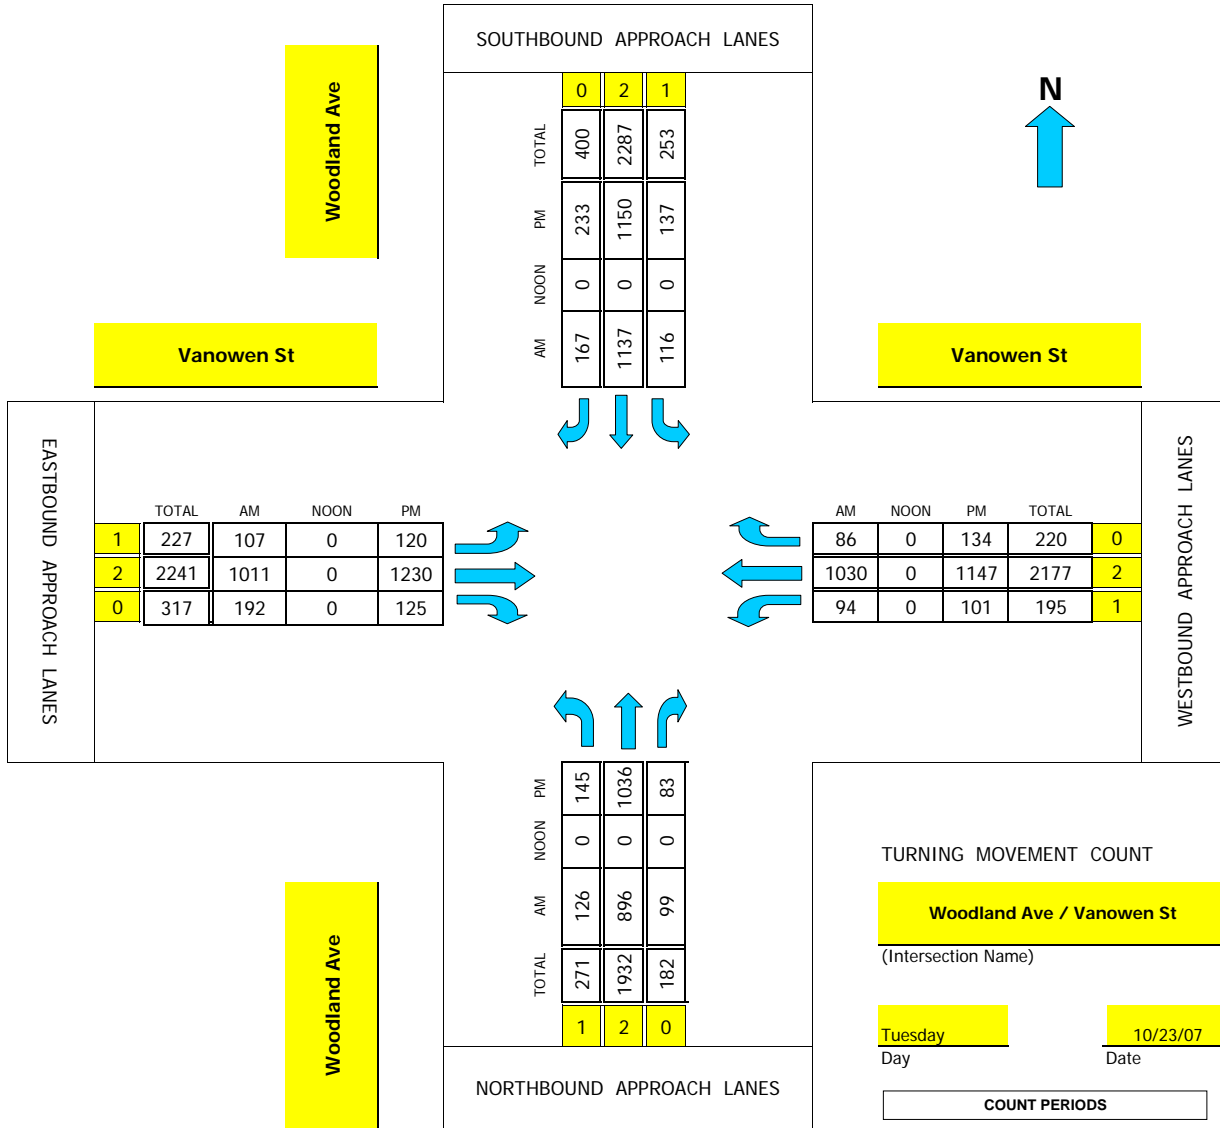 SOUTHBOUND APPROACH LANES
0 2 1
TOTAL 400 2287 253
PM 233 1150 137
NOON 0 0 0
AM 167 1137 116
Woodland Ave
N
Vanowen St
Vanowen St
EASTBOUND APPROACH LANES
TOTAL AM NOON PM
1 227 107 0 120
2 2241 1011 0 1230
0 317 192 0 125
AM NOON PM TOTAL
86 0 134 220 0
1030 0 1147 2177 2
94 0 101 195 1
WESTBOUND APPROACH LANES
PM 145 1036 83
NOON 0 0 0
AM 126 896 99
TOTAL 271 1932 182
1 2 0
NORTHBOUND APPROACH LANES
Woodland Ave
TURNING MOVEMENT COUNT
Woodland Ave / Vanowen St
(Intersection Name)
Tuesday 10/23/07
Day Date
COUNT PERIODS